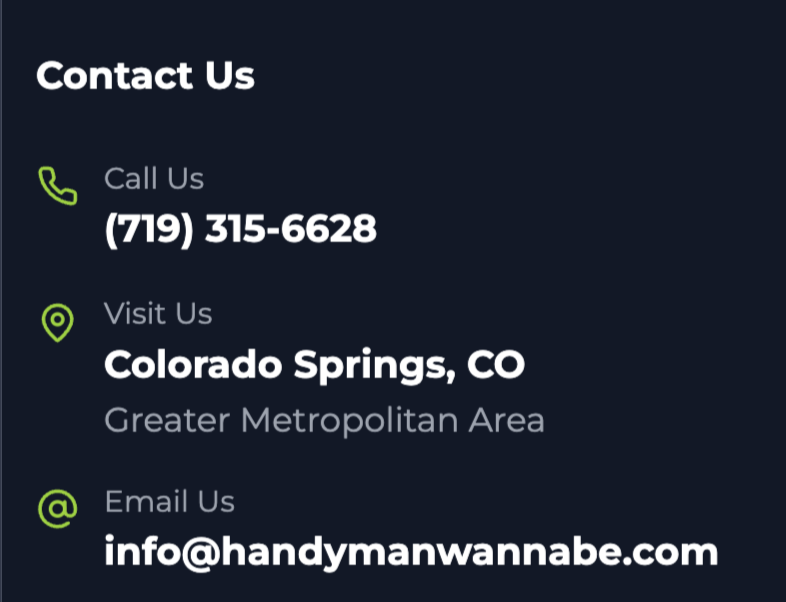 Contact Us
Call Us
(719) 315-6628
Visit Us
Colorado Springs, CO
Greater Metropolitan Area
Email Us
info@handymanwannabe.com